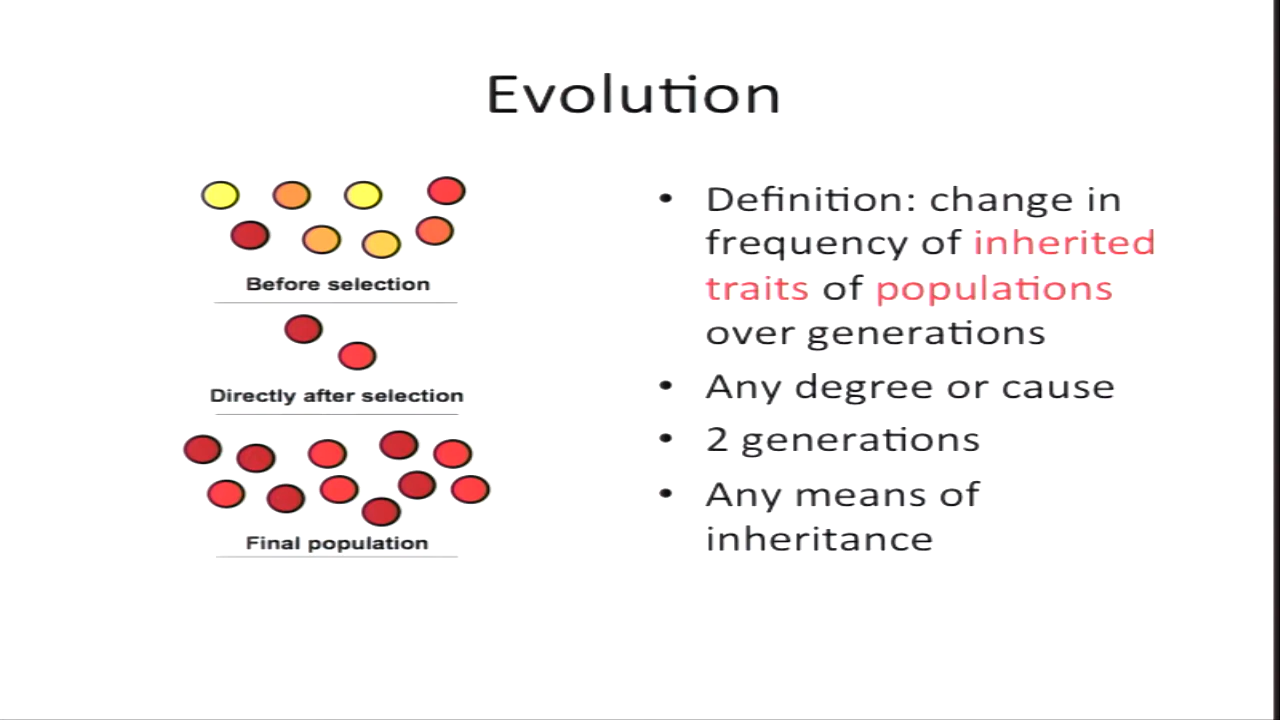 Evolution
Before selection
Directly after selection
Final population
• Definition: change in
frequency of inherited
traits of populations
over generations
• Any degree or cause
• 2 generations
• Any means of
inheritance